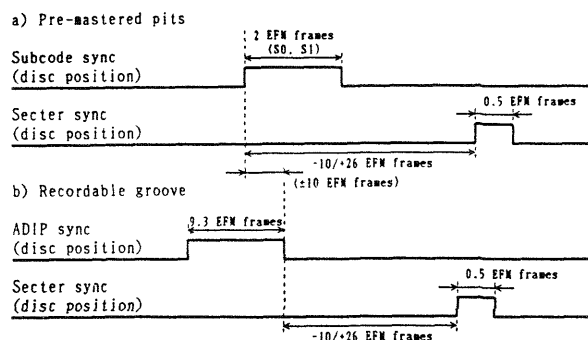 a) Pre-mastered pits
2 EFM frames
(S0, S1)
Subcode sync
(disc position)
0.5 EFM frames
Secter sync
(disc position)
-10/+26 EFM frames
(±10 EFM frames)
b) Recordable groove
9.3 EFM frames
ADIP sync
(disc position)
0.5 EFM frames
Secter sync
(disc position)
-10/+26 EFM frames